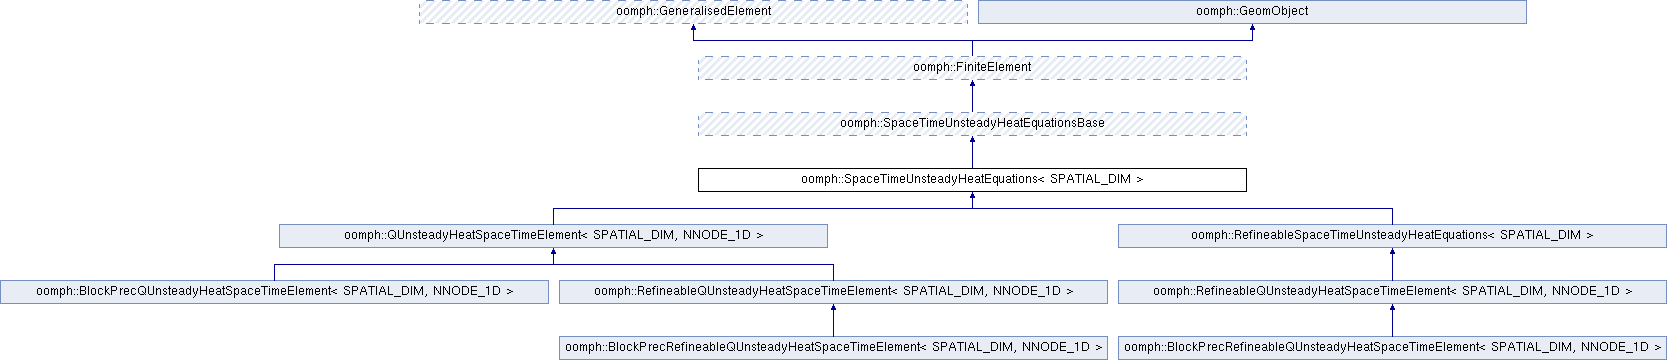 oomph::GeneralisedElement
oomph::GeomObject
oomph::FiniteElement
oomph::SpaceTimeUnsteadyHeatEquationsBase
oomph::SpaceTimeUnsteadyHeatEquations< SPATIAL_DIM >
oomph::QUnsteadyHeatSpaceTimeElement< SPATIAL_DIM, NNODE_1D >
oomph::RefineableSpaceTimeUnsteadyHeatEquations< SPATIAL_DIM >
oomph::BlockPrecQUnsteadyHeatSpaceTimeElement< SPATIAL_DIM, NNODE_1D >
oomph::RefineableQUnsteadyHeatSpaceTimeElement< SPATIAL_DIM, NNODE_1D >
oomph::RefineableQUnsteadyHeatSpaceTimeElement< SPATIAL_DIM, NNODE_1D >
oomph::BlockPrecRefineableQUnsteadyHeatSpaceTimeElement< SPATIAL_DIM, NNODE_1D >
oomph::BlockPrecRefineableQUnsteadyHeatSpaceTimeElement< SPATIAL_DIM, NNODE_1D >